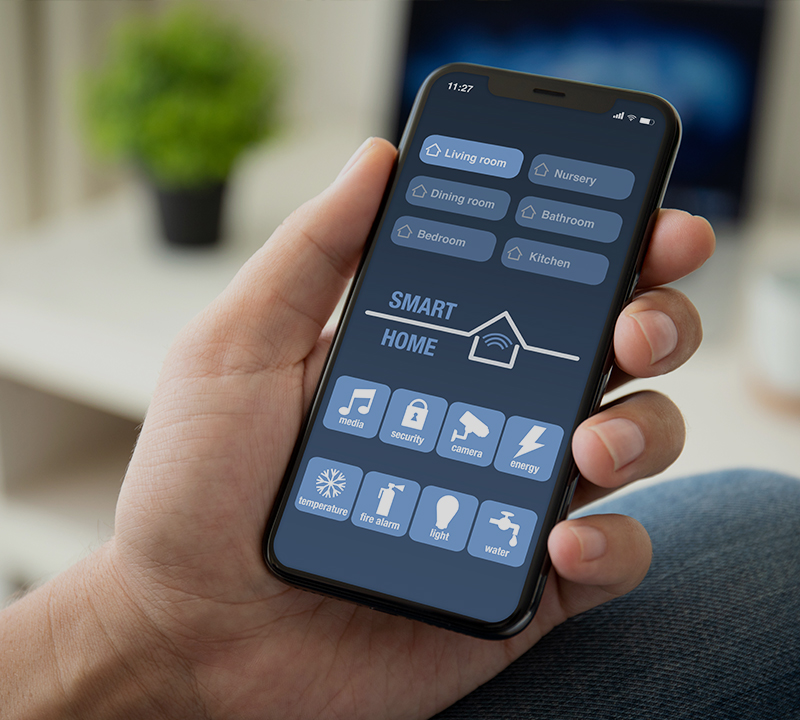 11:27
Living room
Nursery
Dining room
Bathroom
Bedroom
Kitchen
SMART
HOME
media
security
camera
energy
temperature
fire alarm
light
water